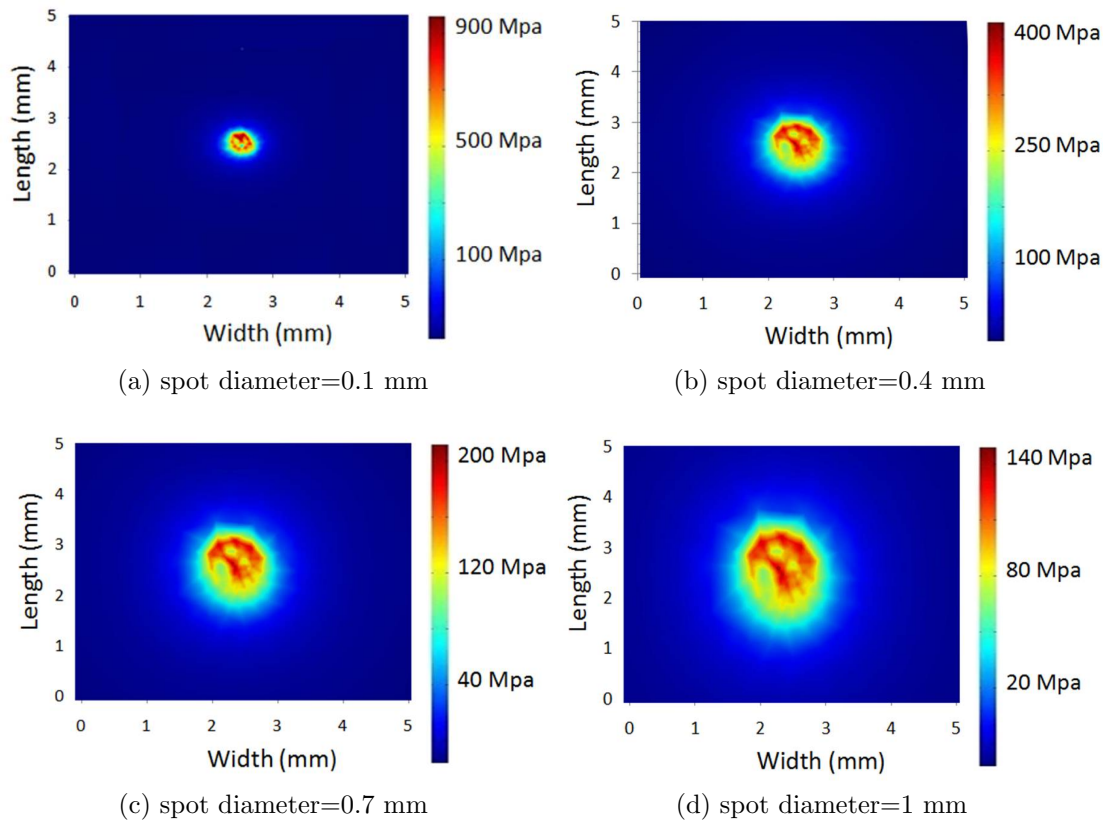 5
4
3
2
1
0
Length (mm)
0 1 2 3 4 5
Width (mm)
900 Mpa
500 Mpa
100 Mpa
(a) spot diameter=0.1 mm
5
4
3
2
1
0
Length (mm)
0 1 2 3 4 5
Width (mm)
400 Mpa
250 Mpa
100 Mpa
(b) spot diameter=0.4 mm
5
4
3
2
1
0
Length (mm)
0 1 2 3 4 5
Width (mm)
200 Mpa
120 Mpa
40 Mpa
(c) spot diameter=0.7 mm
5
4
3
2
1
0
Length (mm)
0 1 2 3 4 5
Width (mm)
140 Mpa
80 Mpa
20 Mpa
(d) spot diameter=1 mm